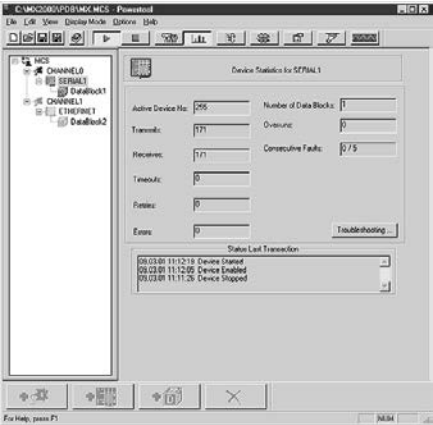 C:\MX2000\PDB\MX.MCS - Powertool
File Edit View Display Mode Options Help
MCS
CHANNEL0
SERIAL1
DataBlock1
CHANNEL1
ETHERNET
DataBlock2
Device Statistics for SERIAL1
Active Device No: 255
Number of Data Blocks: 1
Transmits: 171
Overruns: 0
Receives: 171
Consecutive Faults: 0 / 5
Timeouts: 0
Retries: 0
Errors: 0
Troubleshooting ...
Status Last Transaction
09.03.01 11:12:19 Device Started
09.03.01 11:12:05 Device Enabled
09.03.01 11:11:26 Device Stopped
For Help, press F1
NUM